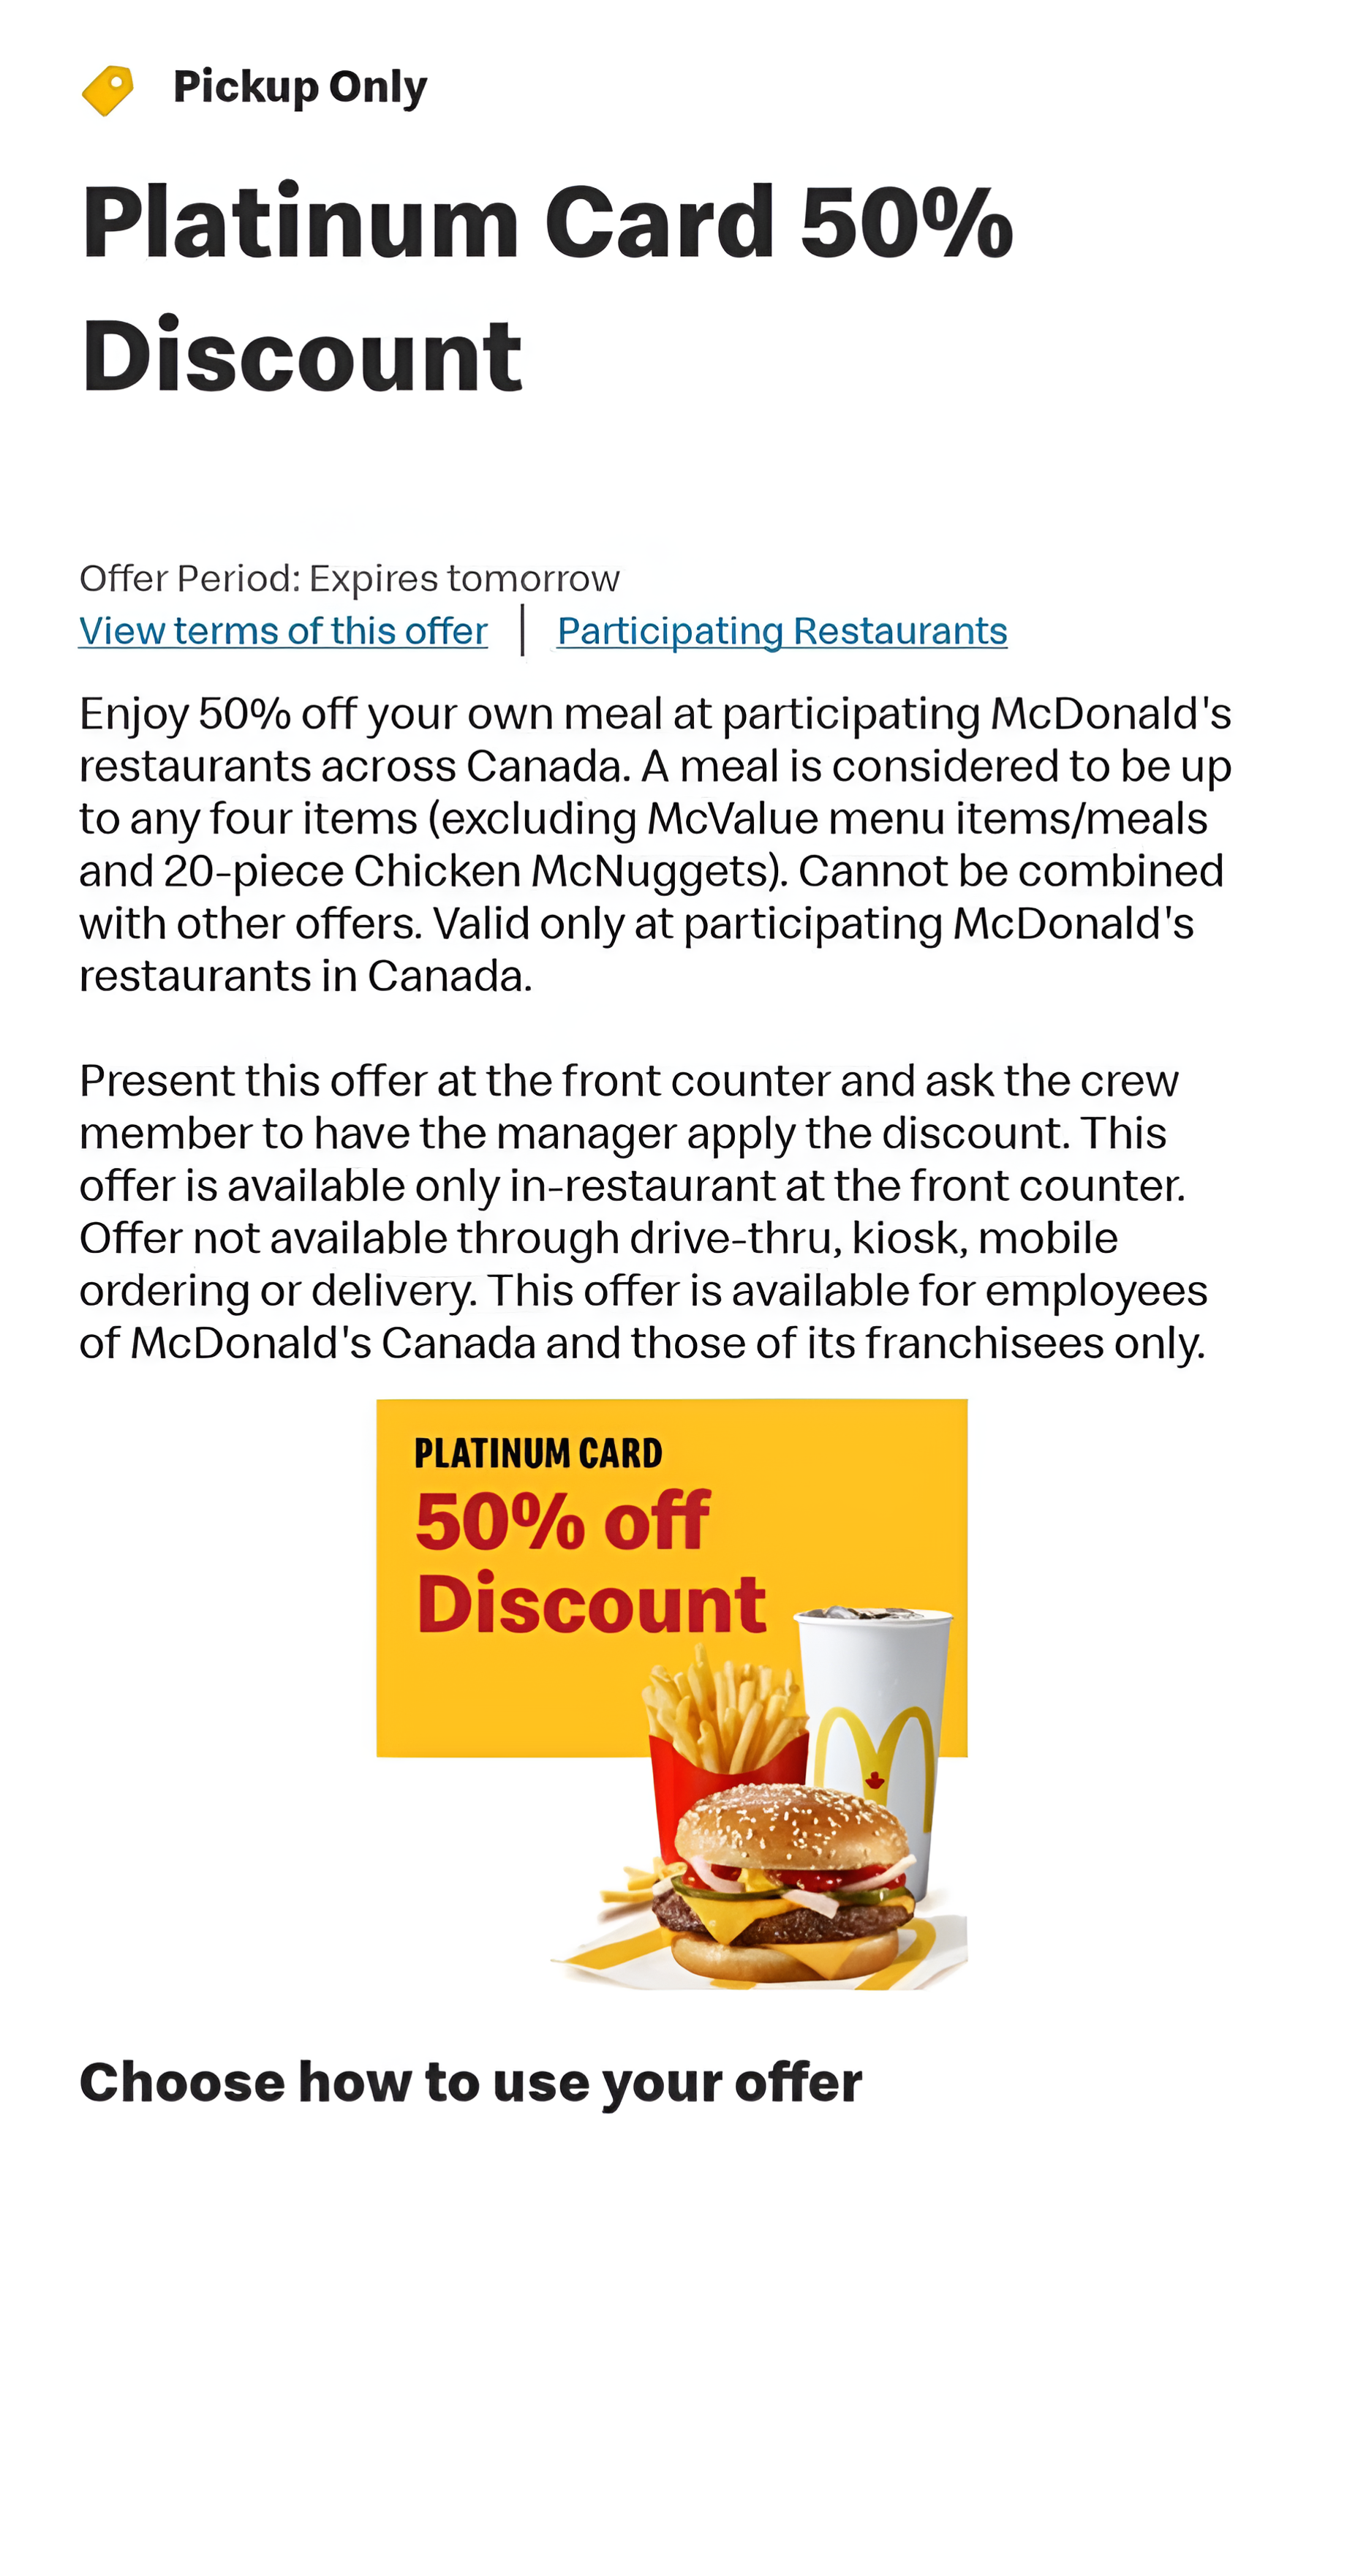 Pickup Only
Platinum Card 50%
Discount
Offer Period: Expires tomorrow
View terms of this offer | Participating Restaurants
Enjoy 50% off your own meal at participating McDonald's
restaurants across Canada. A meal is considered to be up
to any four items (excluding McValue menu items/meals
and 20-piece Chicken McNuggets). Cannot be combined
with other offers. Valid only at participating McDonald's
restaurants in Canada.
Present this offer at the front counter and ask the crew
member to have the manager apply the discount. This
offer is available only in-restaurant at the front counter.
Offer not available through drive-thru, kiosk, mobile
ordering or delivery. This offer is available for employees
of McDonald's Canada and those of its franchisees only.
PLATINUM CARD
50% off
Discount
Choose how to use your offer